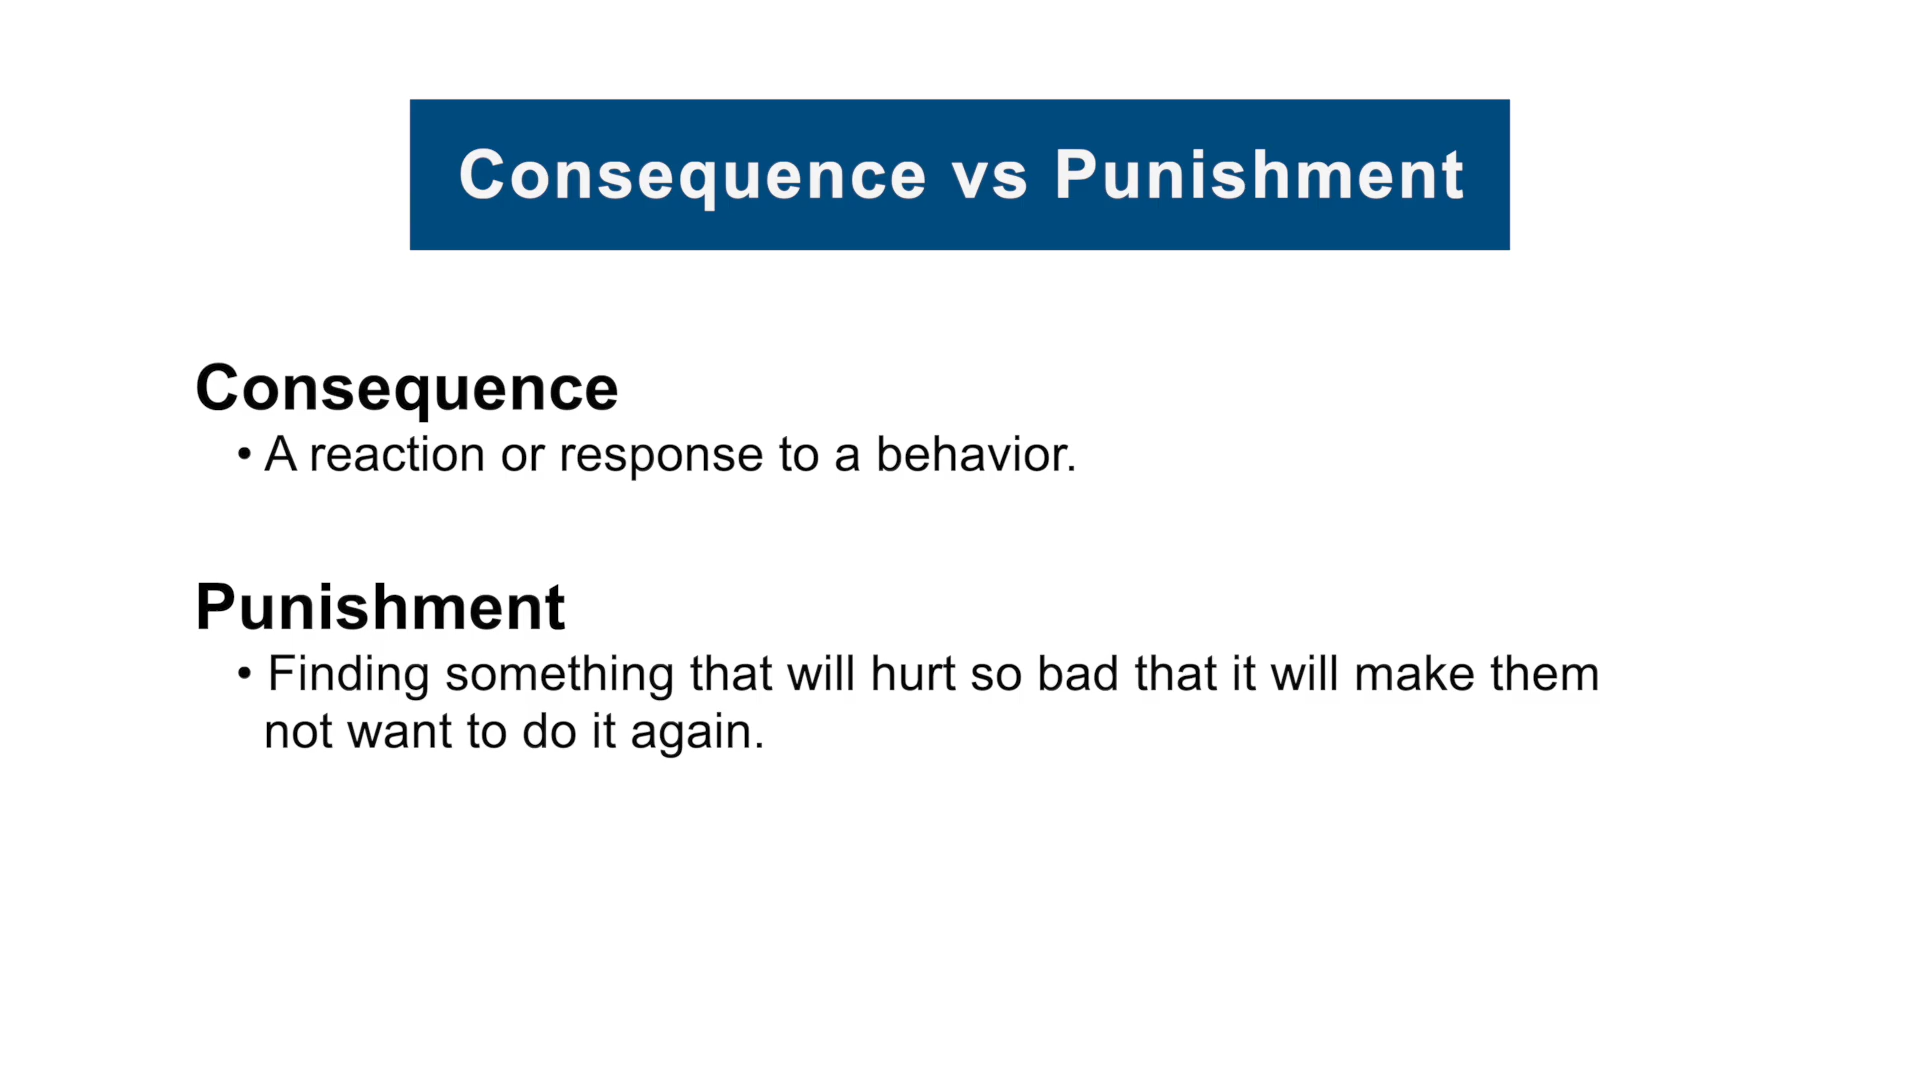 Consequence vs Punishment
Consequence
• A reaction or response to a behavior.
Punishment
• Finding something that will hurt so bad that it will make them
not want to do it again.